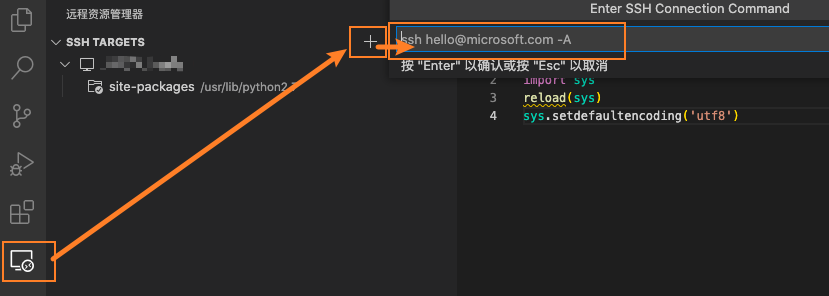 远程资源管理器
SSH TARGETS
site-packages /usr/lib/python2.
Enter SSH Connection Command
ssh hello@microsoft.com -A
按 "Enter" 以确认或按 "Esc" 以取消
2 import sys
3 reload(sys)
4 sys.setdefaultencoding('utf8')